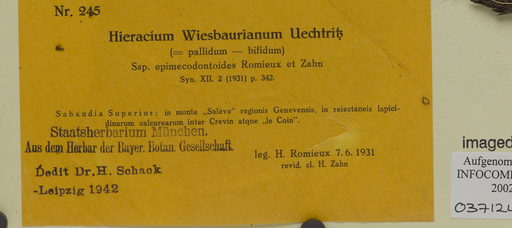 Nr. 245
Hieracium Wiesbaurianum Uechtritz
(= pallidum — bifidum)
Ssp. epimecodontoides Romieux et Zahn
Syn. XII. 2 (1931) p. 342.
Sabaudia Superior: in monte „Salève" regionis Genevensis, in reiectaneis lapici-
dinarum calcarearum inter Crevin atque „le Coin".
Staatsherbarium München.
Aus dem Herbar der Bayer. Botan. Gesellschaft.
leg. H. Romieux 7. 6. 1931
revid. cl. H. Zahn
Dedit Dr. H. Schack
-Leipzig 1942
imaged
Aufgenom
INFOCOM
2002